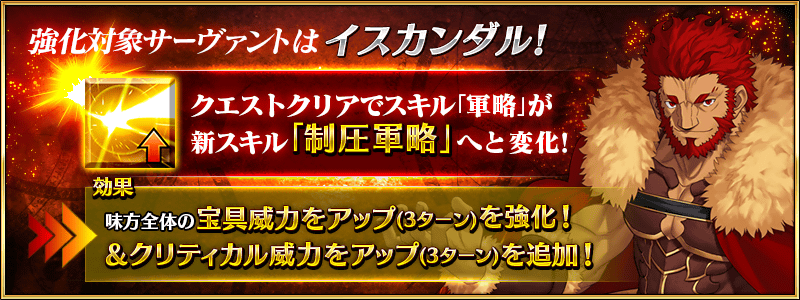 強化対象サーヴァントはイスカンダル!
クエストクリアでスキル「軍略」が
新スキル「制圧軍略」へと変化!
効果
味方全体の宝具威力をアップ(3ターン)を強化!
&クリティカル威力をアップ(3ターン)を追加!